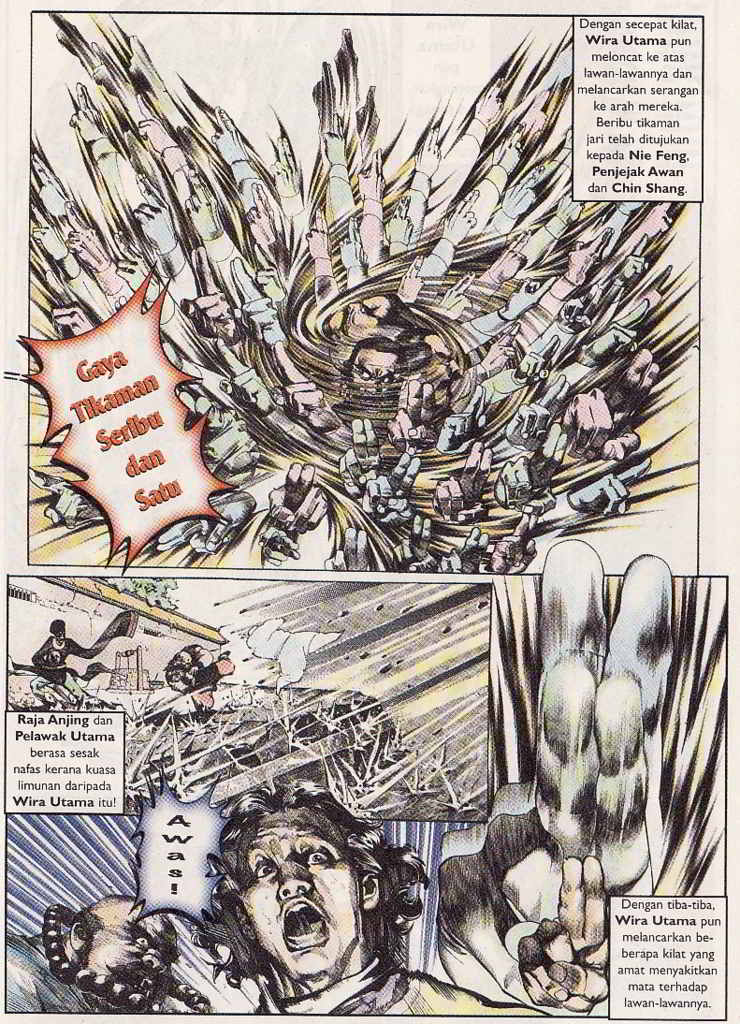 Dengan secepat kilat,
Wira Utama pun
meloncat ke atas
lawan-lawannya dan
melancarkan serangan
ke arah mereka.
Beribu tikaman
jari telah ditujukan
kepada Nie Feng,
Penjejak Awan
dan Chin Shang.
Gaya
Tikaman
Seribu
dan
Satu
Raja Anjing dan
Pelawak Utama
berasa sesak
nafas kerana kuasa
limunan daripada
Wira Utama itu!
Awas!
Dengan tiba-tiba,
Wira Utama pun
melancarkan be-
berapa kilat yang
amat menyakitkan
mata terhadap
lawan-lawannya.